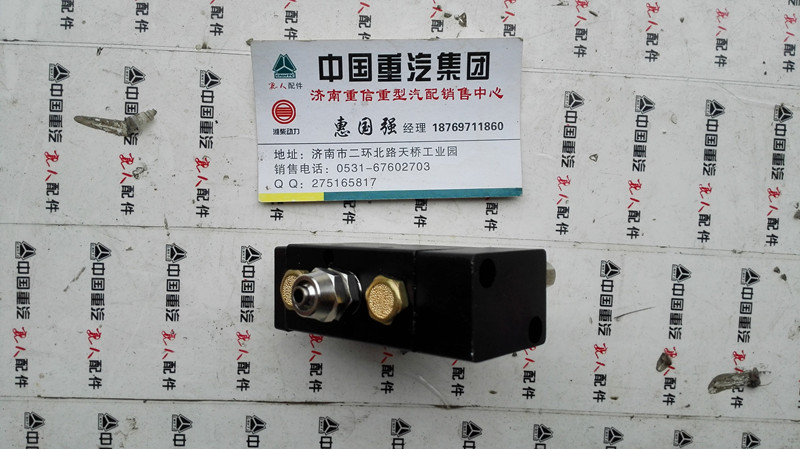 中国重汽集团
亲人配件
济南重信重型汽配销售中心
潍柴动力
惠国强 经理 18769711860
地址：济南市二环北路天桥工业园
销售电话：0531-67602703
QQ：275165817
中国重汽
亲人配件